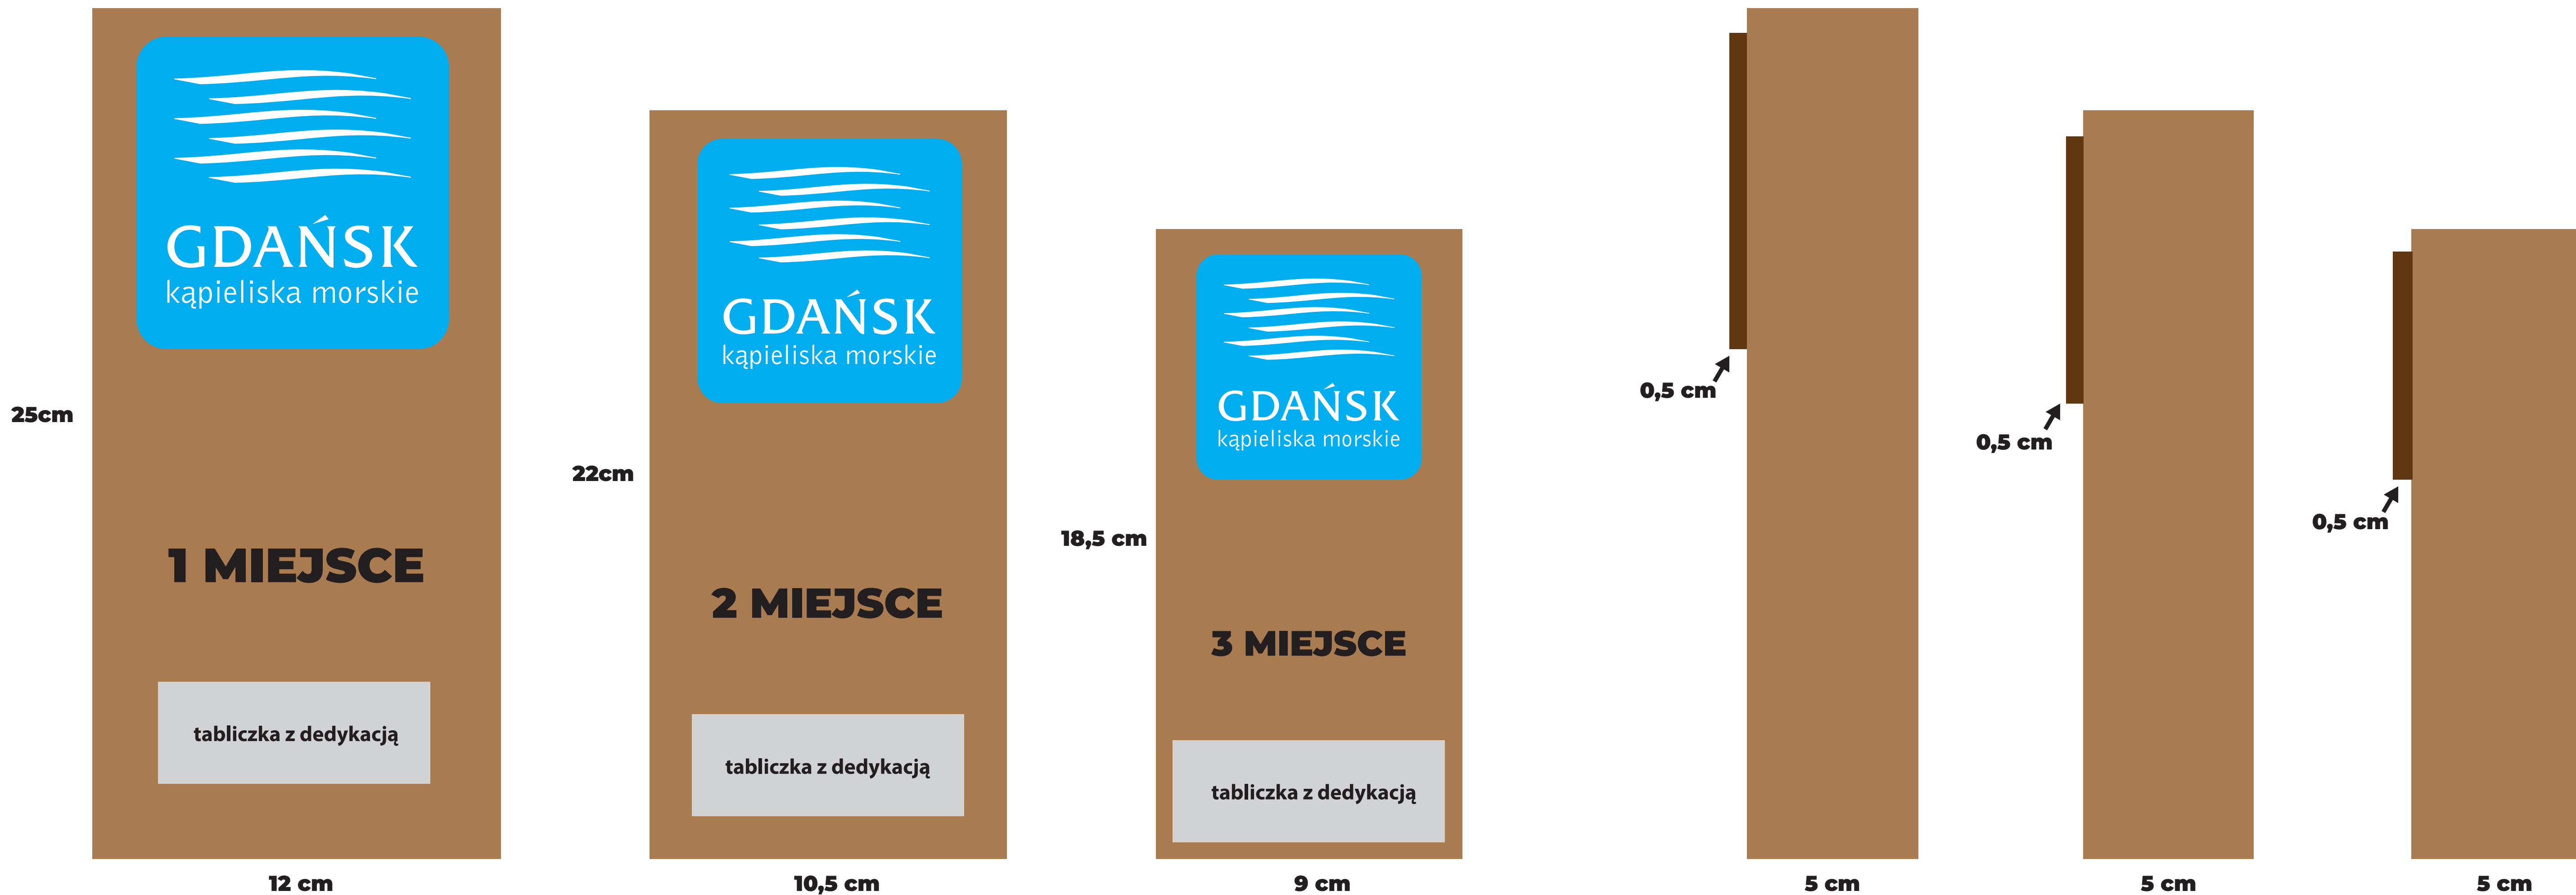 GDAŃSK
kąpieliska morskie
25cm
1 MIEJSCE
tabliczka z dedykacją
12 cm
GDAŃSK
kąpieliska morskie
22cm
2 MIEJSCE
tabliczka z dedykacją
10,5 cm
GDAŃSK
kąpieliska morskie
18,5 cm
3 MIEJSCE
tabliczka z dedykacją
9 cm
0,5 cm
5 cm
0,5 cm
5 cm
0,5 cm
5 cm